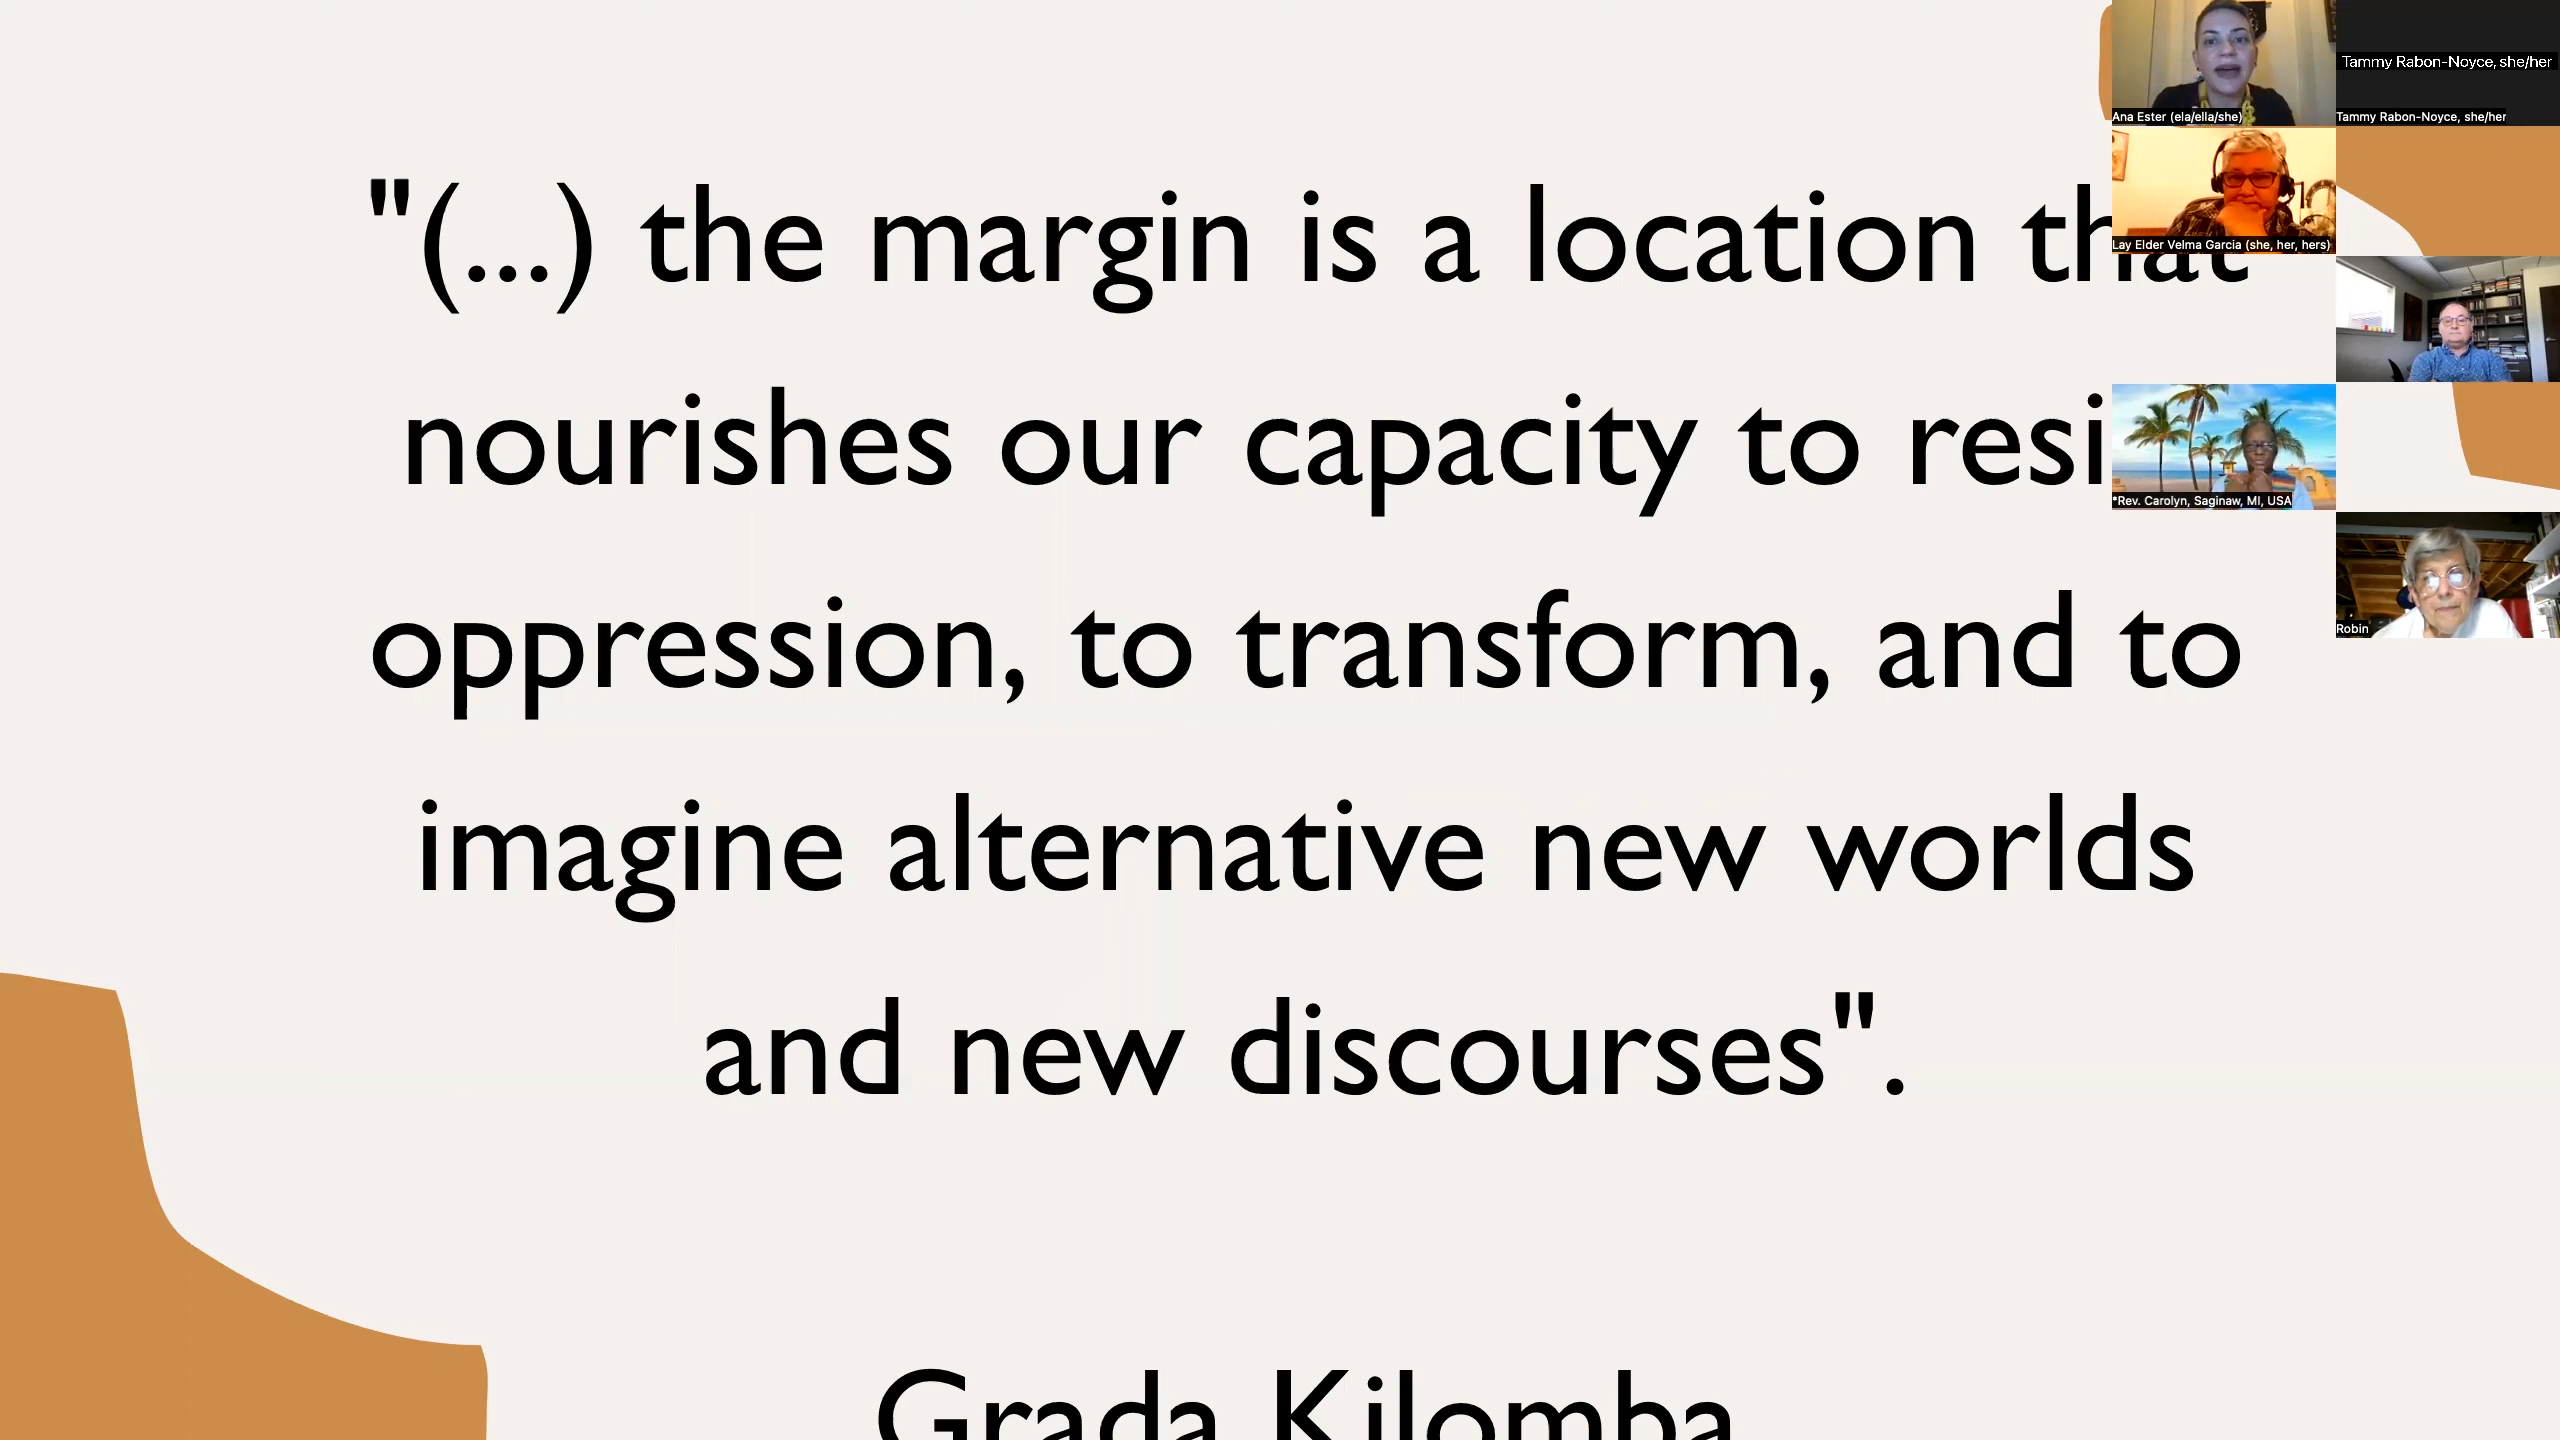 "(...) the margin is a location that
nourishes our capacity to resi
oppression, to transform, and to
imagine alternative new worlds
and new discourses".
Grada Kilomba
Ana Ester (ela/ella/she)
Tammy Rabon-Noyce, she/her
Tammy Rabon-Noyce, she/her
Lay Elder Velma Garcia (she, her, hers)
*Rev. Carolyn, Saginaw, MI, USA
Robin